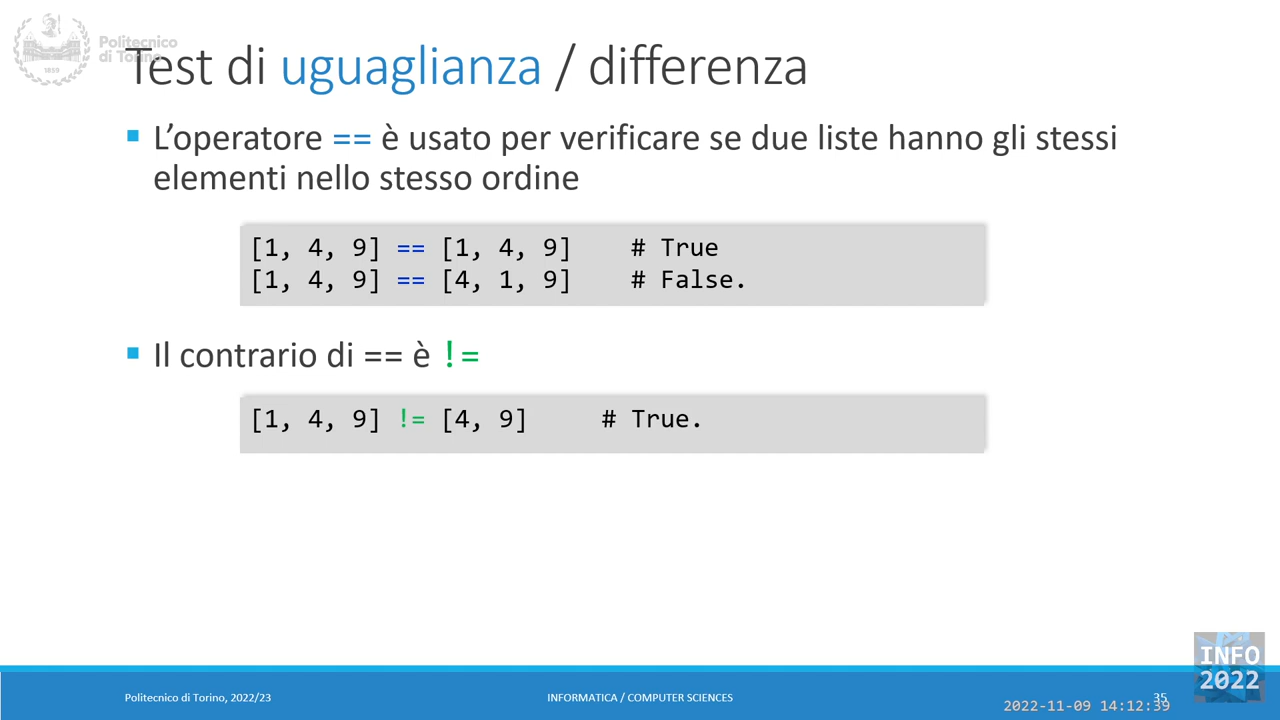 Politecnico
di Torino
1859
Test di uguaglianza / differenza
L’operatore == è usato per verificare se due liste hanno gli stessi
elementi nello stesso ordine
[1, 4, 9] == [1, 4, 9] # True
[1, 4, 9] == [4, 1, 9] # False.
Il contrario di == è !=
[1, 4, 9] != [4, 9] # True.
Politecnico di Torino, 2022/23
INFORMATICA / COMPUTER SCIENCES
35
2022-11-09 14:12:39
INFO
2022